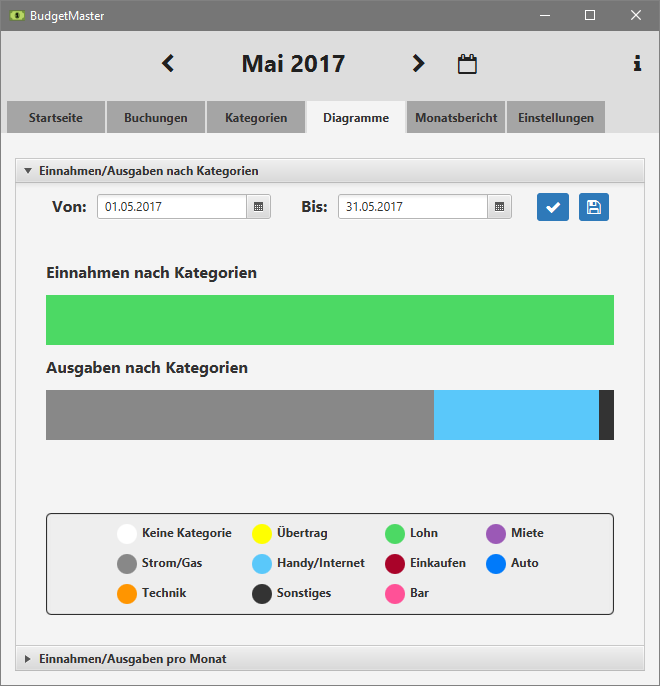 BudgetMaster
Mai 2017
Startseite Buchungen Kategorien Diagramme Monatsbericht Einstellungen
Einnahmen/Ausgaben nach Kategorien
Von: 01.05.2017 Bis: 31.05.2017
Einnahmen nach Kategorien
Ausgaben nach Kategorien
Keine Kategorie Übertrag Lohn Miete
Strom/Gas Handy/Internet Einkaufen Auto
Technik Sonstiges Bar
Einnahmen/Ausgaben pro Monat